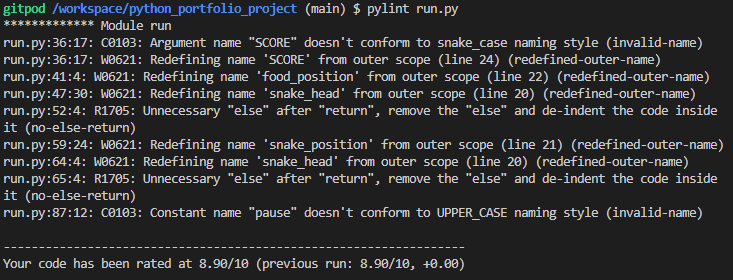 gitpod /workspace/python_portfolio_project (main) $ pylint run.py
************* Module run
run.py:36:17: C0103: Argument name "SCORE" doesn't conform to snake_case naming style (invalid-name)
run.py:36:17: W0621: Redefining name 'SCORE' from outer scope (line 24) (redefined-outer-name)
run.py:41:4: W0621: Redefining name 'food_position' from outer scope (line 22) (redefined-outer-name)
run.py:47:30: W0621: Redefining name 'snake_head' from outer scope (line 20) (redefined-outer-name)
run.py:52:4: R1705: Unnecessary "else" after "return", remove the "else" and de-indent the code inside
it (no-else-return)
run.py:59:24: W0621: Redefining name 'snake_position' from outer scope (line 21) (redefined-outer-name)
run.py:64:4: W0621: Redefining name 'snake_head' from outer scope (line 20) (redefined-outer-name)
run.py:65:4: R1705: Unnecessary "else" after "return", remove the "else" and de-indent the code inside
it (no-else-return)
run.py:87:12: C0103: Constant name "pause" doesn't conform to UPPER_CASE naming style (invalid-name)
------------------------------------------------------------------
Your code has been rated at 8.90/10 (previous run: 8.90/10, +0.00)